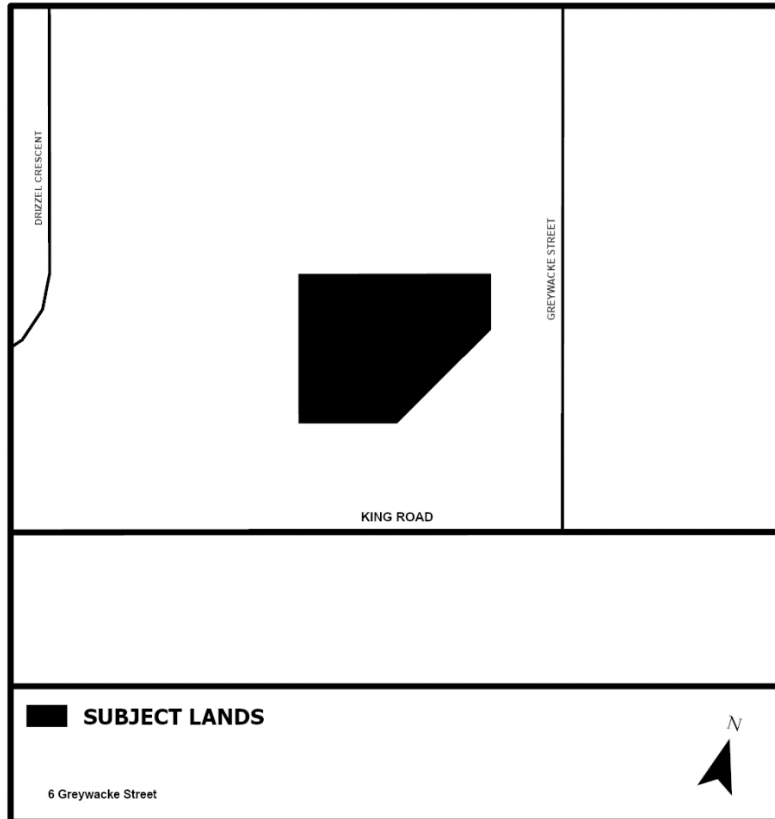 DRIZZEL CRESCENT
GREYWACKE STREET
KING ROAD
SUBJECT LANDS
N
6 Greywacke Street